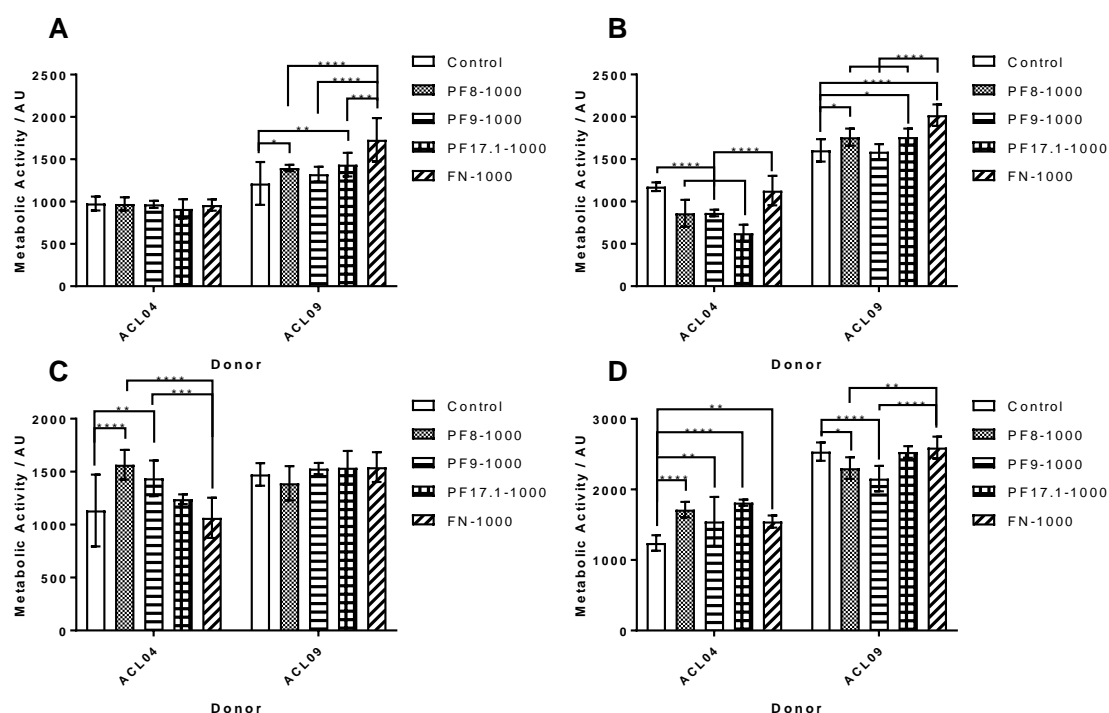 A
****
****
***
**
*
2500
2000
1500
1000
500
0
Metabolic Activity / AU
ACL04
ACL09
Donor
Control
PF8-1000
PF9-1000
PF17.1-1000
FN-1000
B
****
****
*
*
****
****
2500
2000
1500
1000
500
0
Metabolic Activity / AU
ACL04
ACL09
Donor
Control
PF8-1000
PF9-1000
PF17.1-1000
FN-1000
C
****
***
**
****
2000
1500
1000
500
0
Metabolic Activity / AU
ACL04
ACL09
Donor
Control
PF8-1000
PF9-1000
PF17.1-1000
FN-1000
D
**
****
**
****
**
****
****
*
3000
2000
1000
0
Metabolic Activity / AU
ACL04
ACL09
Donor
Control
PF8-1000
PF9-1000
PF17.1-1000
FN-1000